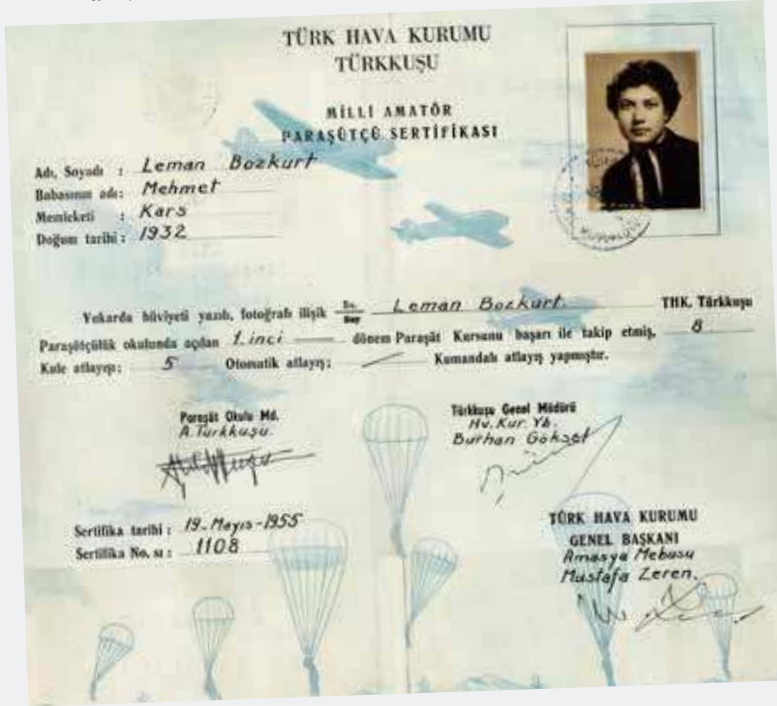 TÜRK HAVA KURUMU
TÜRKKUŞU
MİLLİ AMATÖR
PARAŞÜTÇÜ SERTİFİKASI
Adı, Soyadı : Leman Bozkurt
Babasının adı: Mehmet
Memleketi : Kars
Doğum tarihi : 1932
Yukarda hüviyeti yazılı, fotoğrafı ilişik Bn. Bay Leman Bozkurt. THK. Türkkuşu
Paraşütçülük okulunda açılan 1.inci dönem Paraşüt Kursunu başarı ile takip etmiş, 8
Kule atlayışı; 5 Otomatik atlayış; — Kumandalı atlayış yapmıştır.
Paraşüt Okulu Md.
A.Türkkuşu.
Türkkuşu Genel Müdürü
Hv. Kur. Yb.
Burhan Göksel
Sertifika tarihi : 19-Mayıs-1955
Sertifika No. sı : 1108
TÜRK HAVA KURUMU
GENEL BAŞKANI
Amasya Mebusu
Mustafa Zeren.